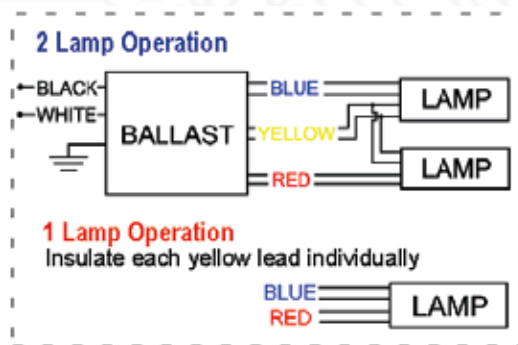 2 Lamp Operation
BLACK
WHITE
BALLAST
BLUE
YELLOW
RED
LAMP
LAMP
1 Lamp Operation
Insulate each yellow lead individually
BLUE
RED
LAMP